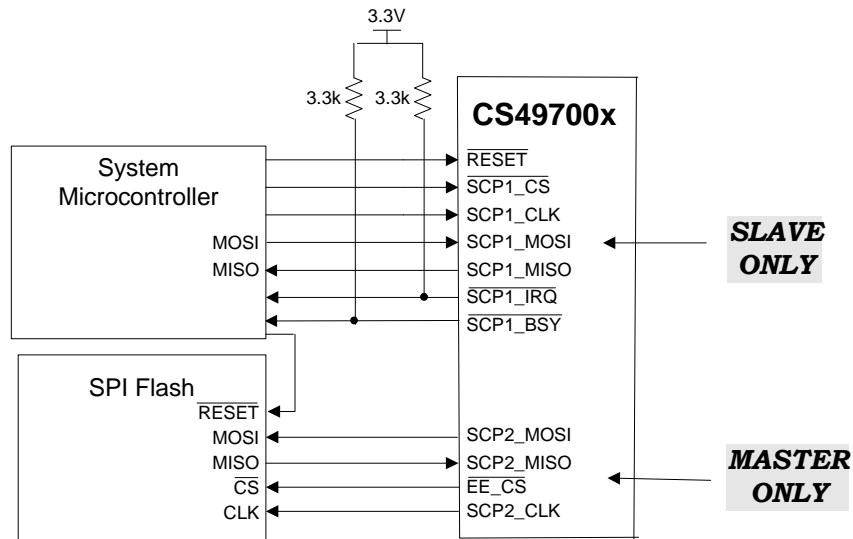 3.3V
3.3k
3.3k
CS49700x
System
Microcontroller
MOSI
MISO
RESET
SCP1_CS
SCP1_CLK
SCP1_MOSI
SCP1_MISO
SCP1_IRQ
SCP1_BSY
SLAVE
ONLY
SPI Flash
RESET
MOSI
MISO
CS
CLK
SCP2_MOSI
SCP2_MISO
EE_CS
SCP2_CLK
MASTER
ONLY